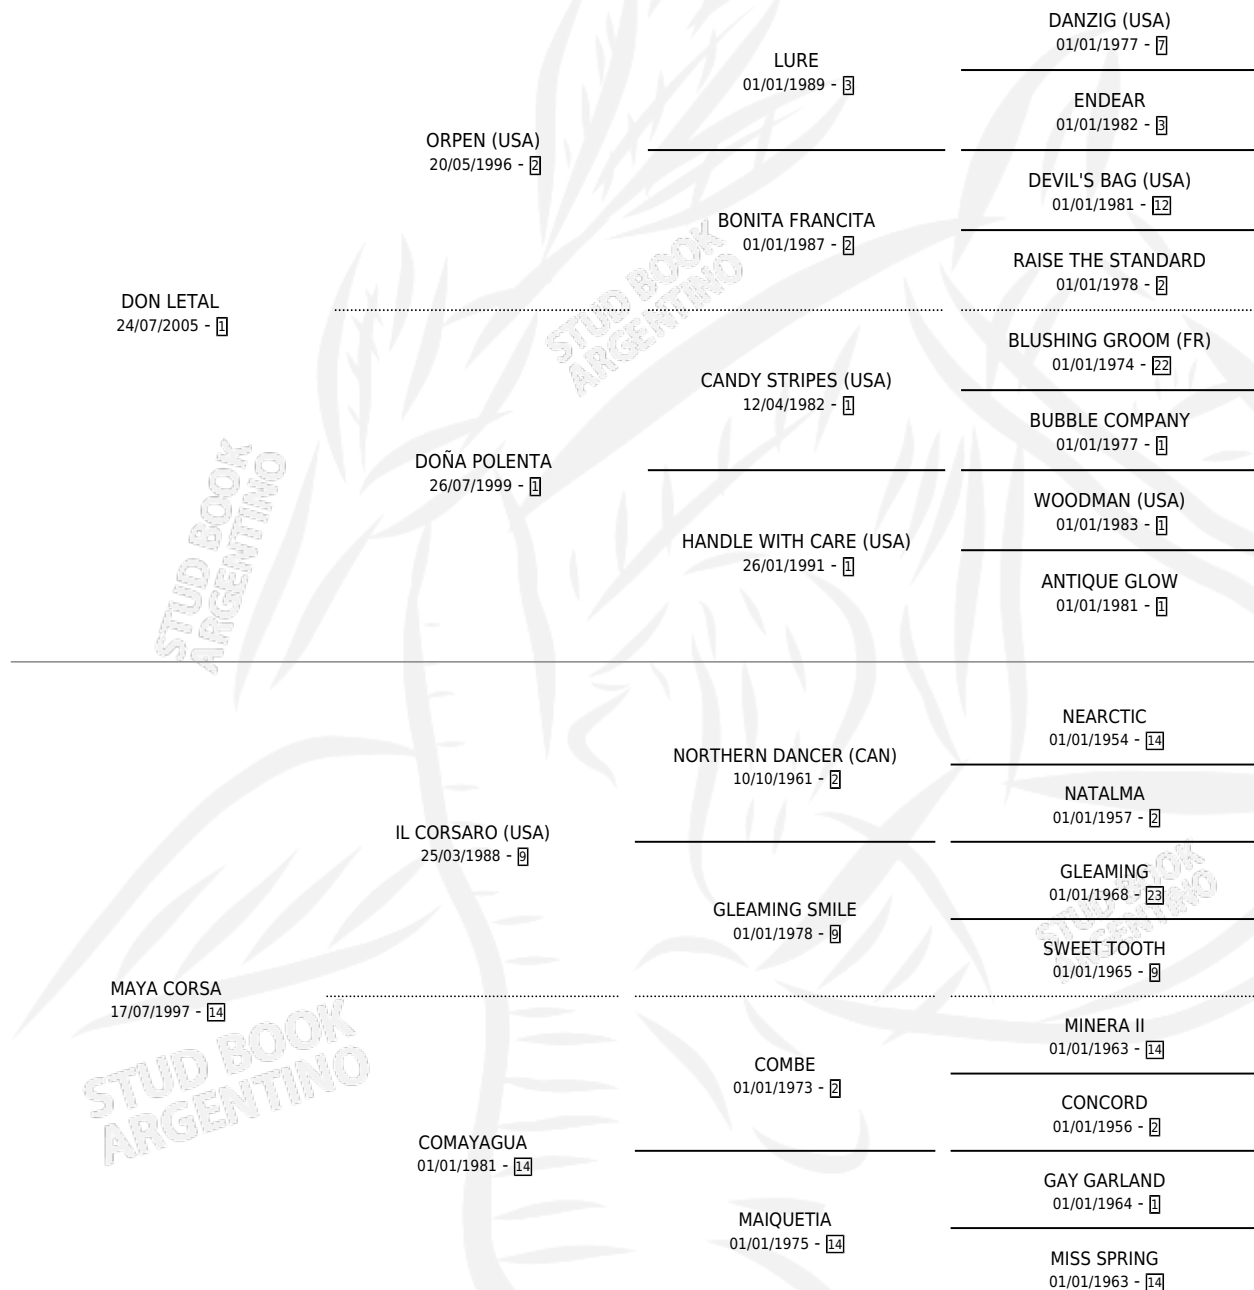 DON LETAL
24/07/2005 - 1
ORPEN (USA)
20/05/1996 - 2
LURE
01/01/1989 - 3
DANZIG (USA)
01/01/1977 - 7
ENDEAR
01/01/1982 - 3
BONITA FRANCITA
01/01/1987 - 2
DEVIL'S BAG (USA)
01/01/1981 - 12
RAISE THE STANDARD
01/01/1978 - 2
DOÑA POLENTA
26/07/1999 - 1
CANDY STRIPES (USA)
12/04/1982 - 1
BLUSHING GROOM (FR)
01/01/1974 - 22
BUBBLE COMPANY
01/01/1977 - 1
HANDLE WITH CARE (USA)
26/01/1991 - 1
WOODMAN (USA)
01/01/1983 - 1
ANTIQUE GLOW
01/01/1981 - 1
MAYA CORSA
17/07/1997 - 14
IL CORSARO (USA)
25/03/1988 - 9
NORTHERN DANCER (CAN)
10/10/1961 - 2
NEARCTIC
01/01/1954 - 14
NATALMA
01/01/1957 - 2
GLEAMING SMILE
01/01/1978 - 9
GLEAMING
01/01/1968 - 23
SWEET TOOTH
01/01/1965 - 9
COMAYAGUA
01/01/1981 - 14
COMBE
01/01/1973 - 2
MINERA II
01/01/1963 - 14
CONCORD
01/01/1956 - 2
MAIQUETIA
01/01/1975 - 14
GAY GARLAND
01/01/1964 - 1
MISS SPRING
01/01/1963 - 14
STUD BOOK
ARGENTINO
STUD BOOK
ARGENTINO
STUD BOOK
ARGENTINO
STUD BOOK
ARGENTINO